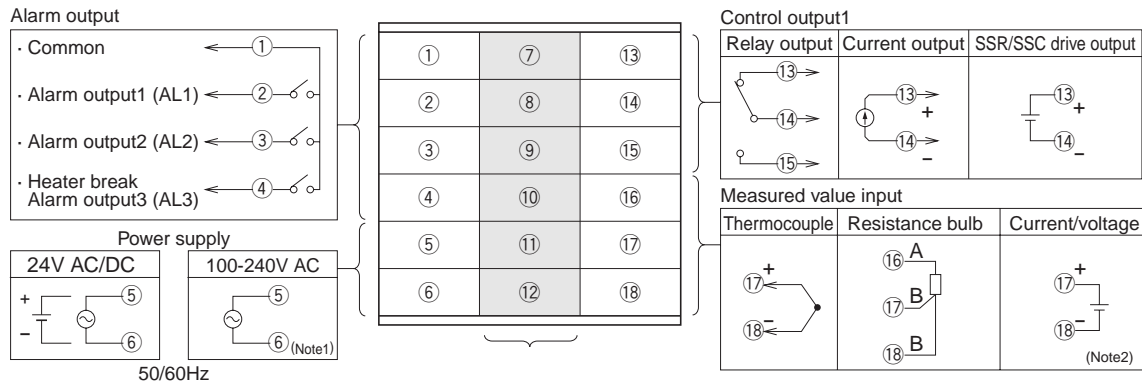 Alarm output
· Common ①
· Alarm output1 (AL1) ②
· Alarm output2 (AL2) ③
· Heater break
Alarm output3 (AL3) ④
Power supply
24V AC/DC
+ ⑤
− ⑥
100-240V AC
⑤
⑥ (Note1)
50/60Hz
① ⑦ ⑬
② ⑧ ⑭
③ ⑨ ⑮
④ ⑩ ⑯
⑤ ⑪ ⑰
⑥ ⑫ ⑱
Control output1
Relay output Current output SSR/SSC drive output
⑬
⑭
⑮
⑬
+
⑭
−
⑬
+
⑭
−
Measured value input
Thermocouple Resistance bulb Current/voltage
⑰ +
⑱ −
⑯ A
⑰ B
⑱ B
⑰ +
⑱ −
(Note2)